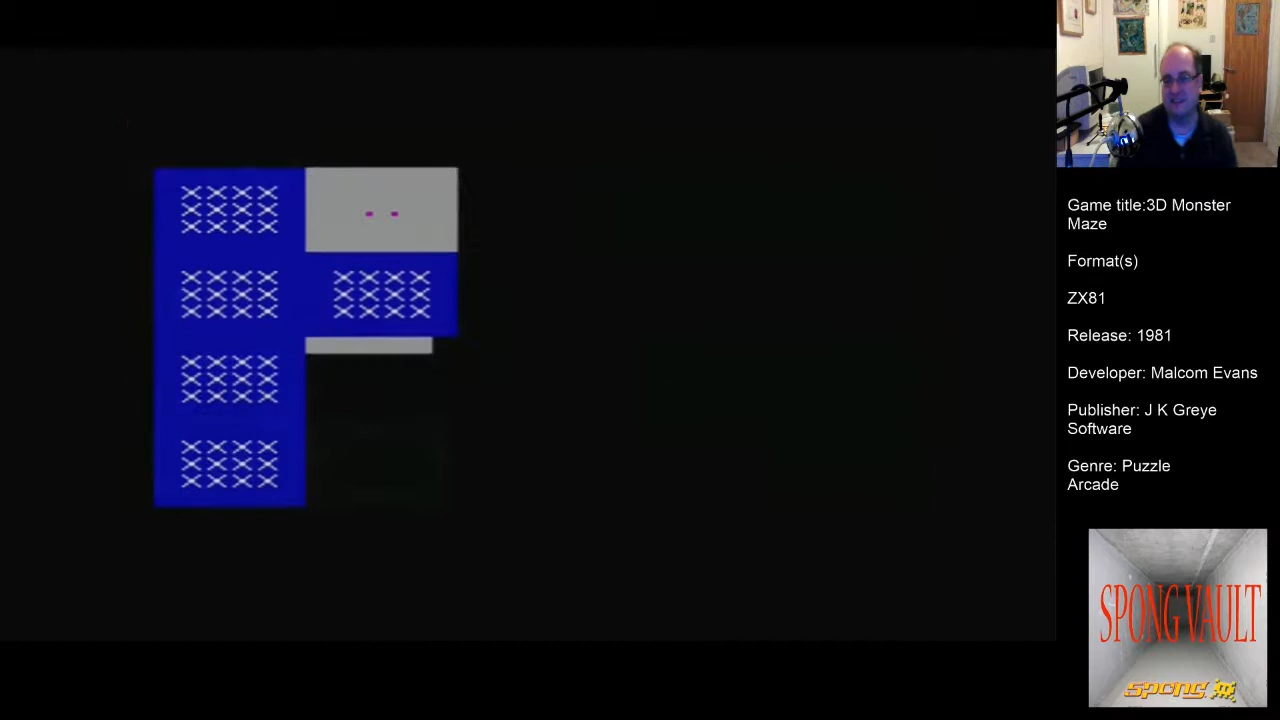 Game title:3D Monster
Maze
Format(s)
ZX81
Release: 1981
Developer: Malcom Evans
Publisher: J K Greye
Software
Genre: Puzzle
Arcade
SPONG VAULT
spong